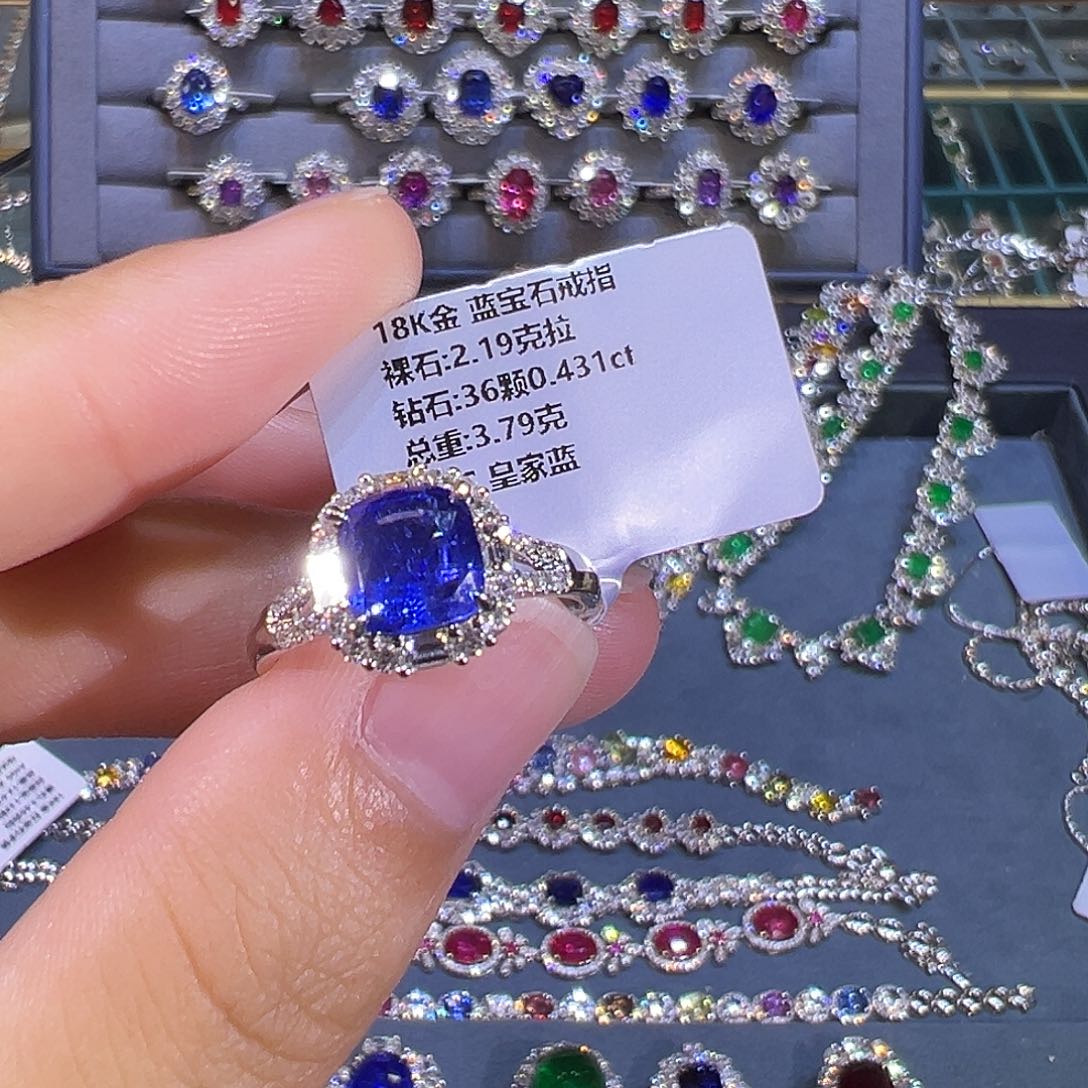 18K金 蓝宝石戒指
裸石:2.19克拉
钻石:36颗0.431ct
总重:3.79克
皇家蓝